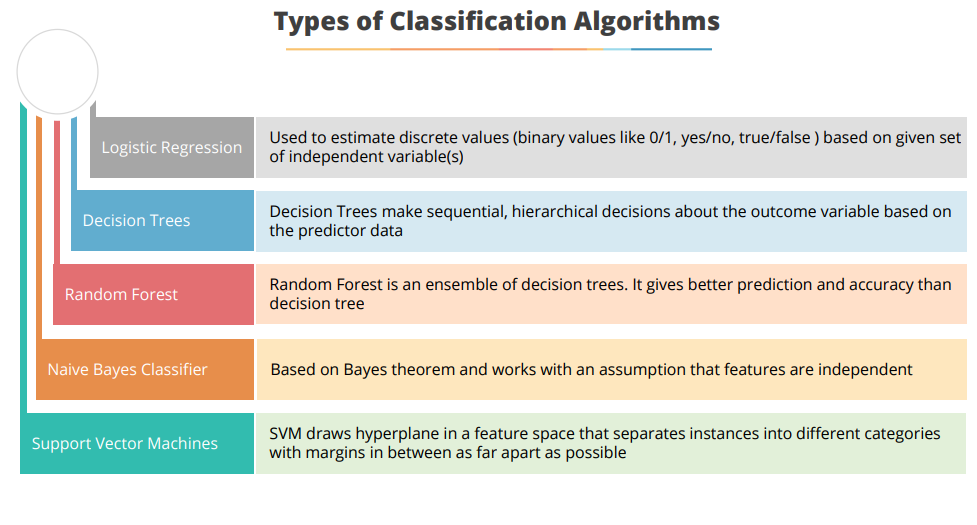 Types of Classification Algorithms
Logistic Regression
Used to estimate discrete values (binary values like 0/1, yes/no, true/false ) based on given set
of independent variable(s)
Decision Trees
Decision Trees make sequential, hierarchical decisions about the outcome variable based on
the predictor data
Random Forest
Random Forest is an ensemble of decision trees. It gives better prediction and accuracy than
decision tree
Naive Bayes Classifier
Based on Bayes theorem and works with an assumption that features are independent
Support Vector Machines
SVM draws hyperplane in a feature space that separates instances into different categories
with margins in between as far apart as possible